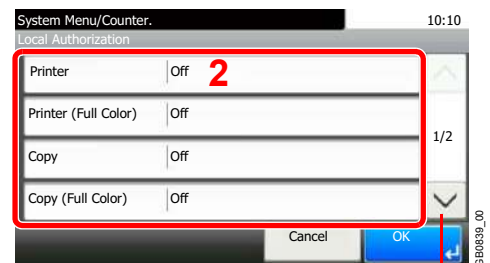 System Menu/Counter. 10:10
Local Authorization
Printer Off 2
Printer (Full Color) Off
1/2
Copy Off
Copy (Full Color) Off
Cancel OK
GB0839_00